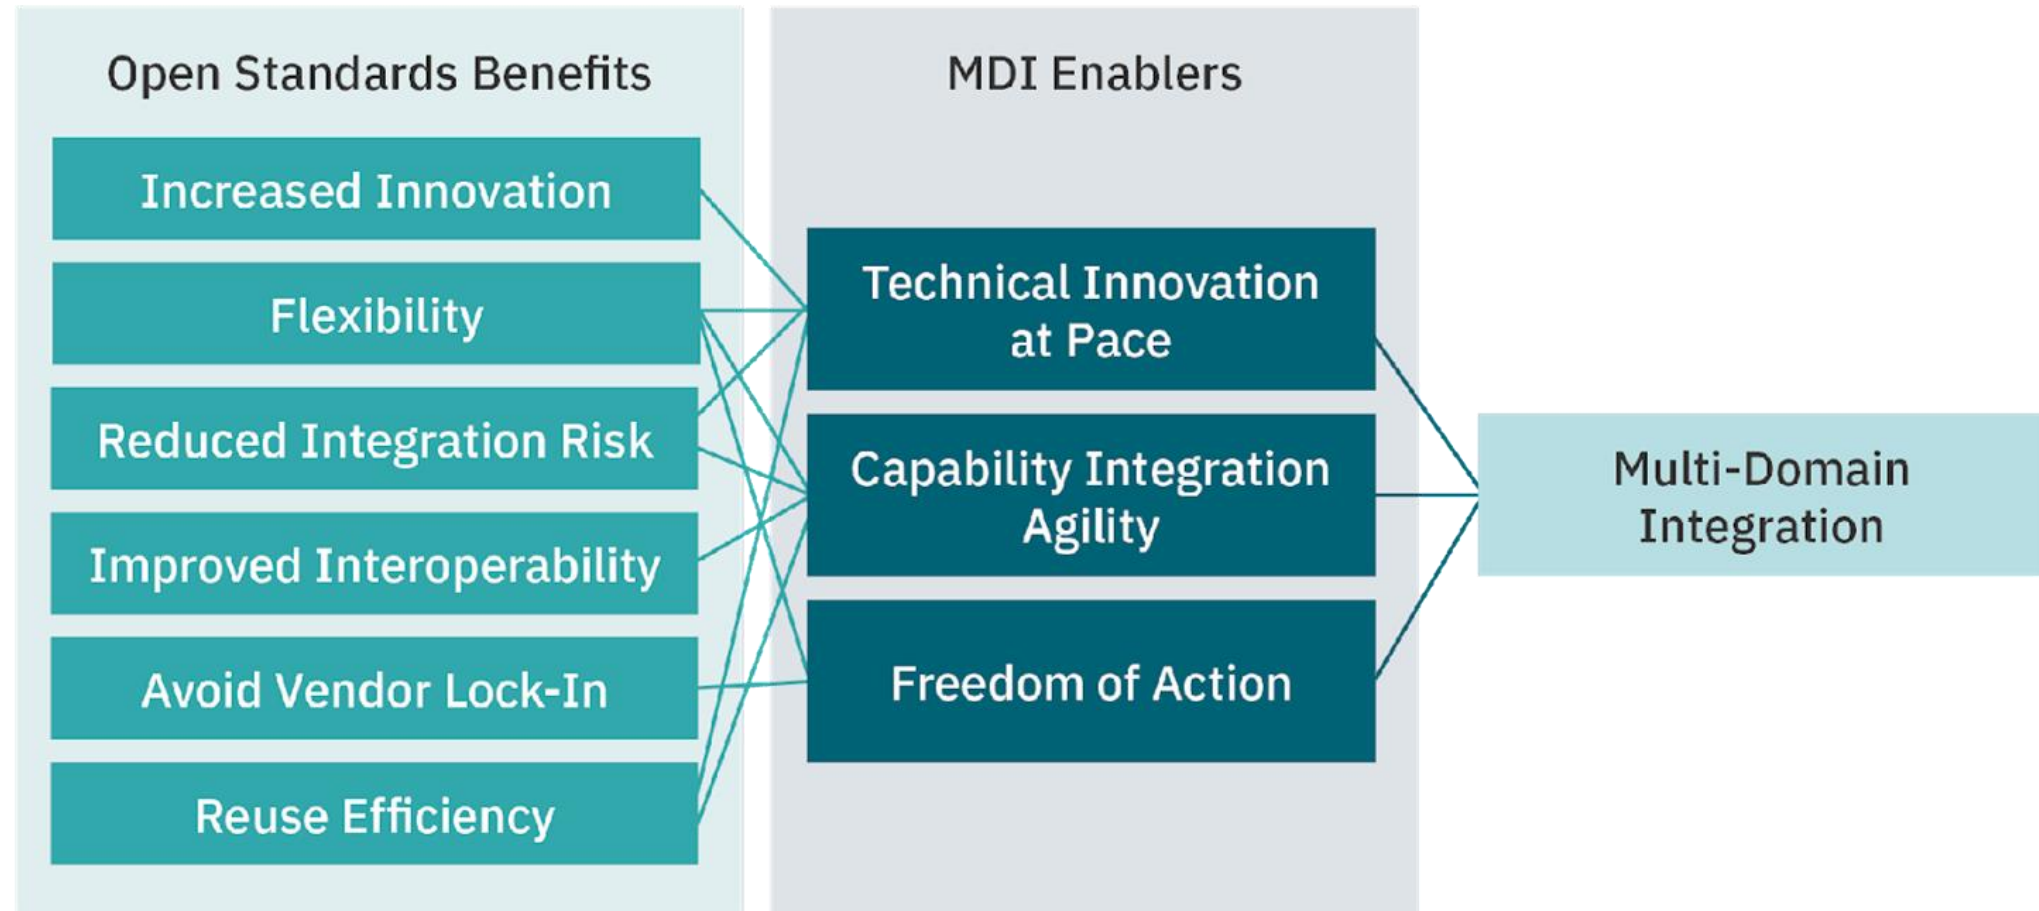 Open Standards Benefits
Increased Innovation
Flexibility
Reduced Integration Risk
Improved Interoperability
Avoid Vendor Lock-In
Reuse Efficiency
MDI Enablers
Technical Innovation
at Pace
Capability Integration
Agility
Freedom of Action
Multi-Domain
Integration